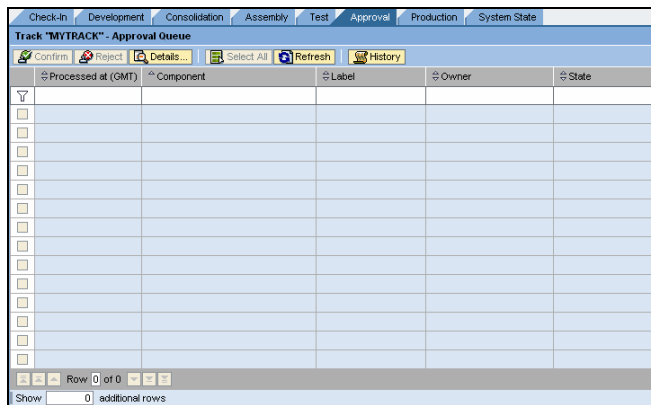 Check-In Development Consolidation Assembly Test Approval Production System State
Track "MYTRACK" - Approval Queue
Confirm Reject Details... Select All Refresh History
Processed at (GMT) Component Label Owner State
Row 0 of 0
Show 0 additional rows